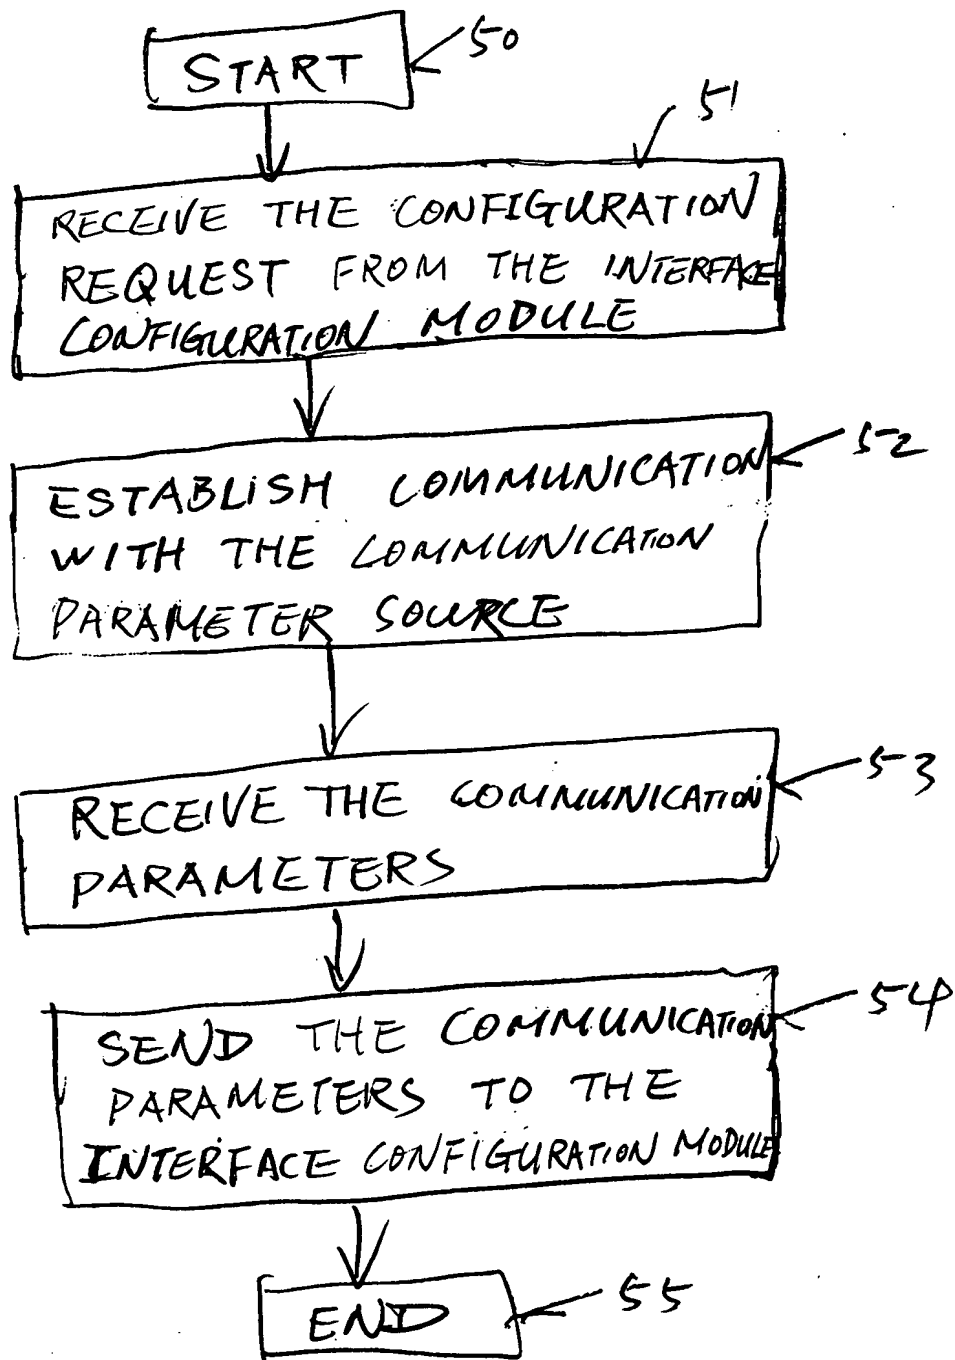 START
50
51
RECEIVE THE CONFIGURATION
REQUEST FROM THE INTERFACE
CONFIGURATION MODULE
52
ESTABLISH COMMUNICATION
WITH THE COMMUNICATION
PARAMETER SOURCE
53
RECEIVE THE COMMUNICATION
PARAMETERS
54
SEND THE COMMUNICATION
PARAMETERS TO THE
INTERFACE CONFIGURATION MODULE
55
END